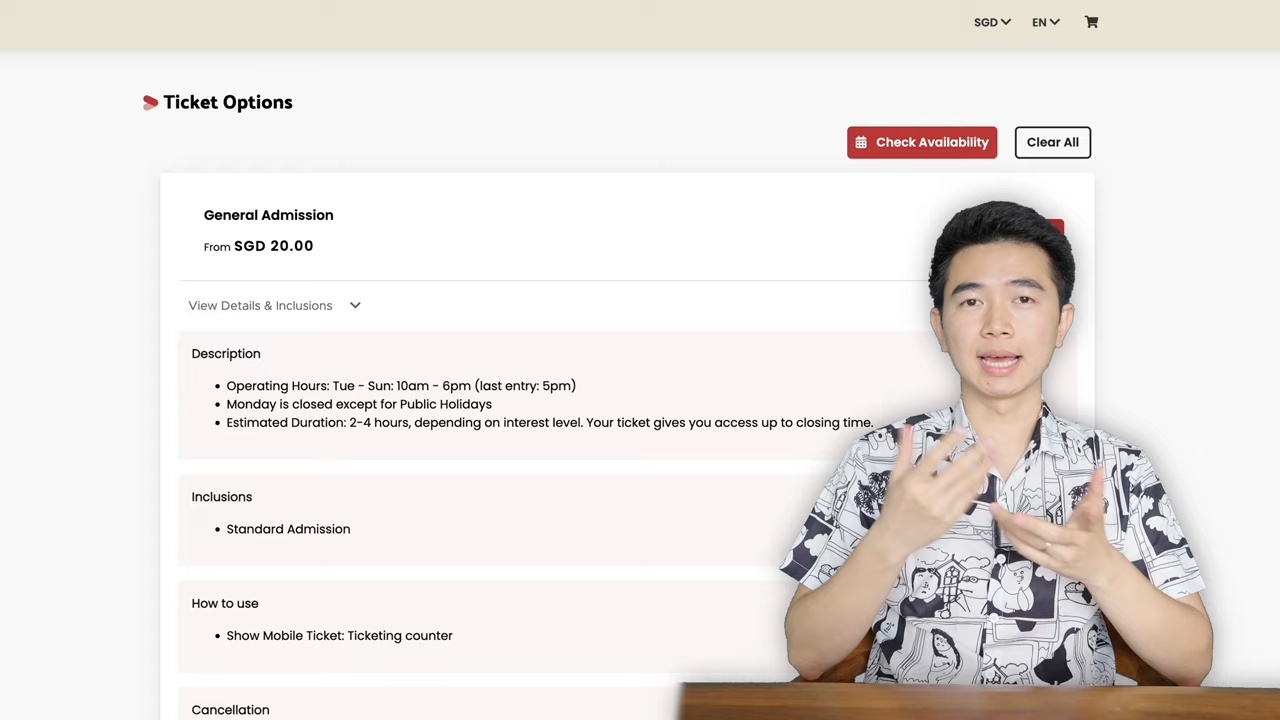 SGD
EN
Ticket Options
Check Availability
Clear All
General Admission
From SGD 20.00
View Details & Inclusions
Description
Operating Hours: Tue - Sun: 10am - 6pm (last entry: 5pm)
Monday is closed except for Public Holidays
Estimated Duration: 2-4 hours, depending on interest level. Your ticket gives you access up to closing time.
Inclusions
Standard Admission
How to use
Show Mobile Ticket: Ticketing counter
Cancellation